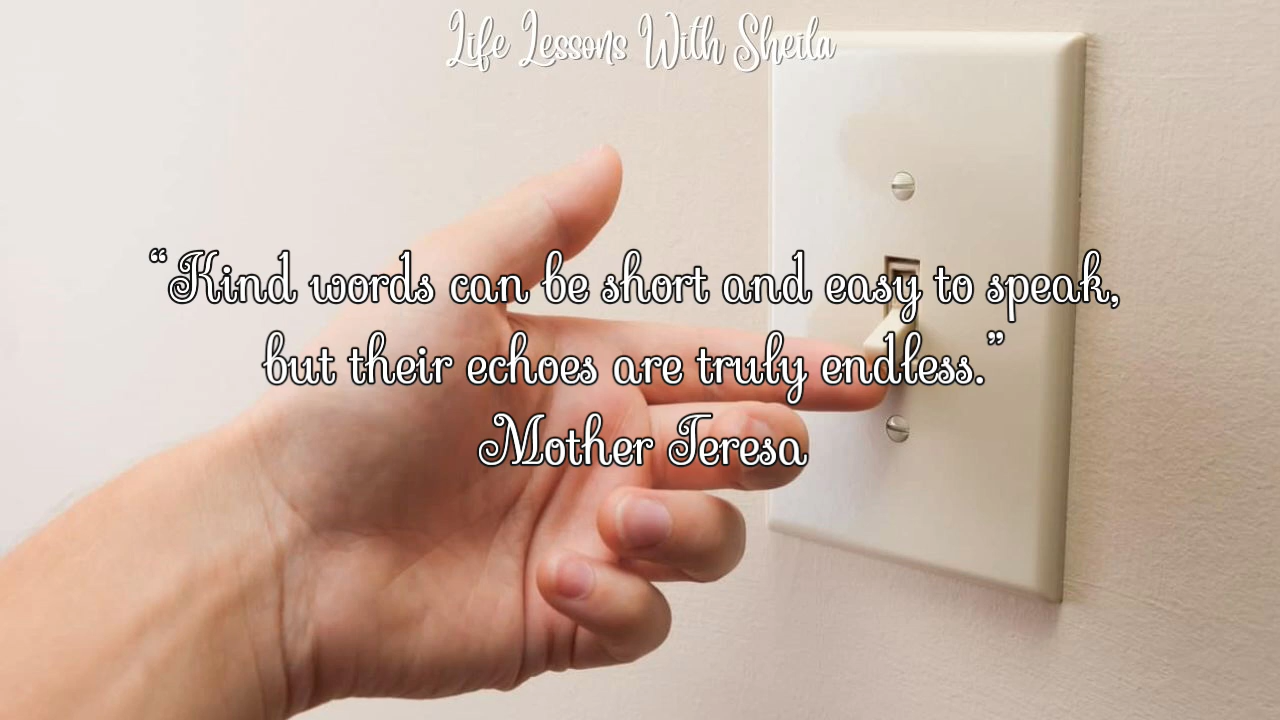 Life Lessons With Sheila
“Kind words can be short and easy to speak,
but their echoes are truly endless.”
Mother Teresa